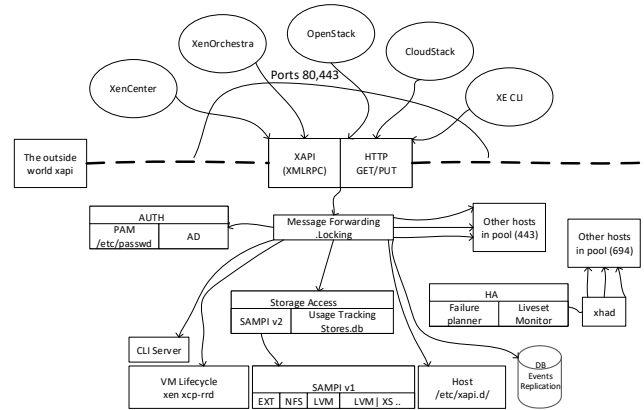 OpenStack
XenOrchestra
CloudStack
Ports 80,443
XenCenter
XE CLI
The outside
world xapi
XAPI
(XMLRPC)
HTTP
GET/PUT
AUTH
PAM
/etc/passwd
AD
Message Forwarding
.Locking
Other hosts
in pool (443)
Other hosts
in pool (694)
Storage Access
SAMPI v2
Usage Tracking
Stores.db
HA
Failure
planner
Liveset
Monitor
xhad
CLI Server
VM Lifecycle
xen xcp-rrd
SAMPI v1
EXT
NFS
LVM
LVM| XS ..
Host
/etc/xapi.d/
DB
Events
Replication